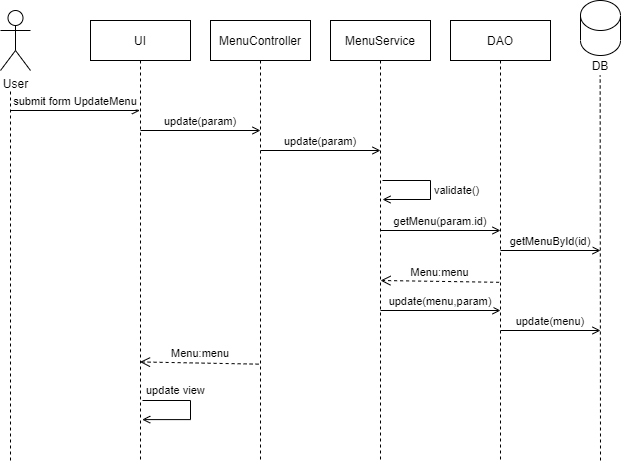 UI
MenuController
MenuService
DAO
DB
User
submit form UpdateMenu
update(param)
update(param)
validate()
getMenu(param.id)
getMenuById(id)
Menu:menu
update(menu,param)
update(menu)
Menu:menu
update view